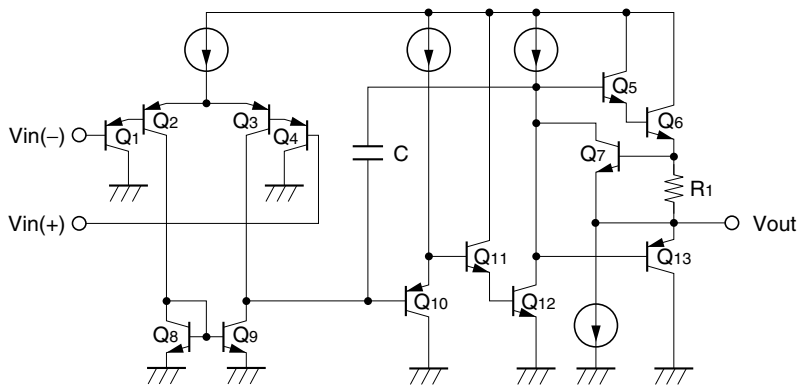 Q5
Q6
Q2
Q3
Vin(−)
Q1
Q4
Q7
C
R1
Vin(+)
Vout
Q11
Q13
Q10
Q12
Q8
Q9